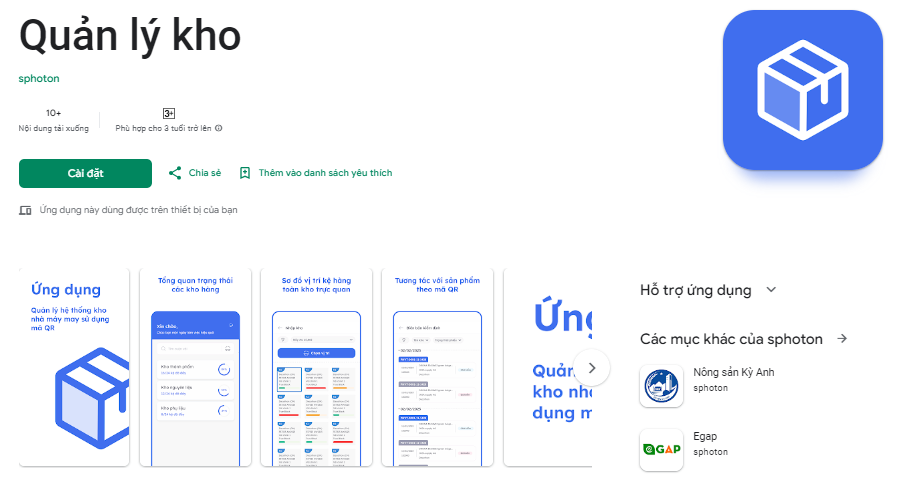 Quản lý kho
sphoton
10+
3+
Nội dung tải xuống
Phù hợp cho 3 tuổi trở lên
Cài đặt
Chia sẻ
Thêm vào danh sách yêu thích
Ứng dụng này dùng được trên thiết bị của bạn
Ứng dụng
Quản lý hệ thống kho
nhà máy may sử dụng
mã QR
Tổng quan trạng thái
các kho hàng
Xin chào,
Kho thành phẩm
Kho nguyên liệu
Kho phụ liệu
Sơ đồ vị trí kệ hàng
toàn kho trực quan
Nhập kho
Tương tác với sản phẩm
theo mã QR
Ứng
Quản
kho nhà
dụng m
Hỗ trợ ứng dụng
Các mục khác của sphoton
Nông sản Kỳ Anh
sphoton
Egap
sphoton
GAP